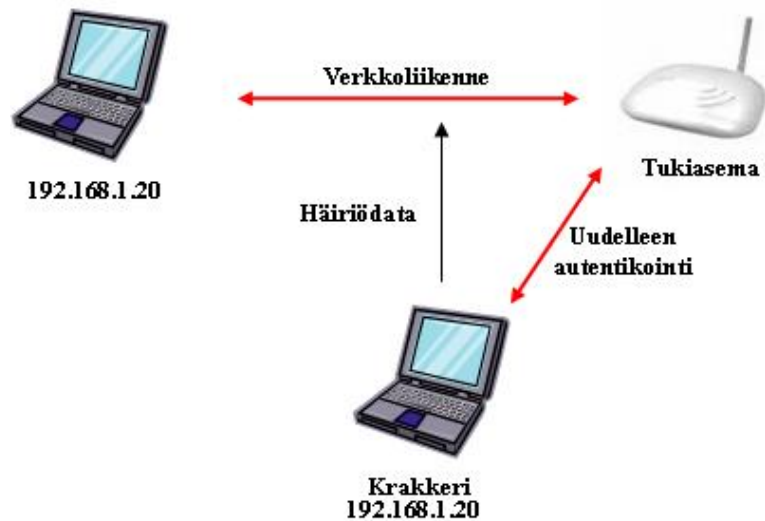 Verkkoliikenne
Tukiasema
192.168.1.20
Häiriödata
Uudelleen
autentikointi
Krakkeri
192.168.1.20